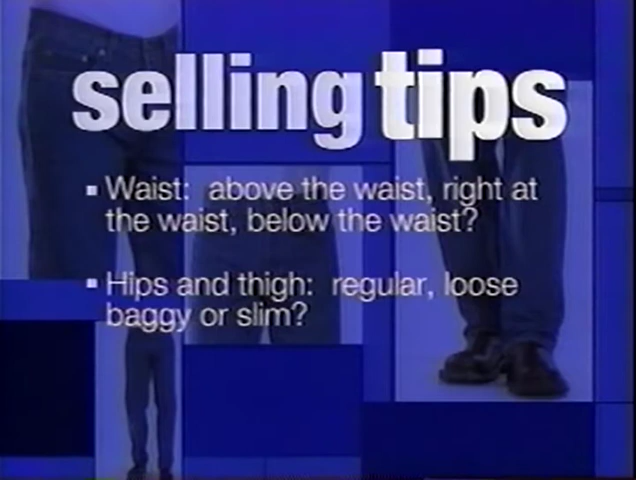 selling tips
▪ Waist: above the waist, right at
the waist, below the waist?
▪ Hips and thigh: regular, loose
baggy or slim?